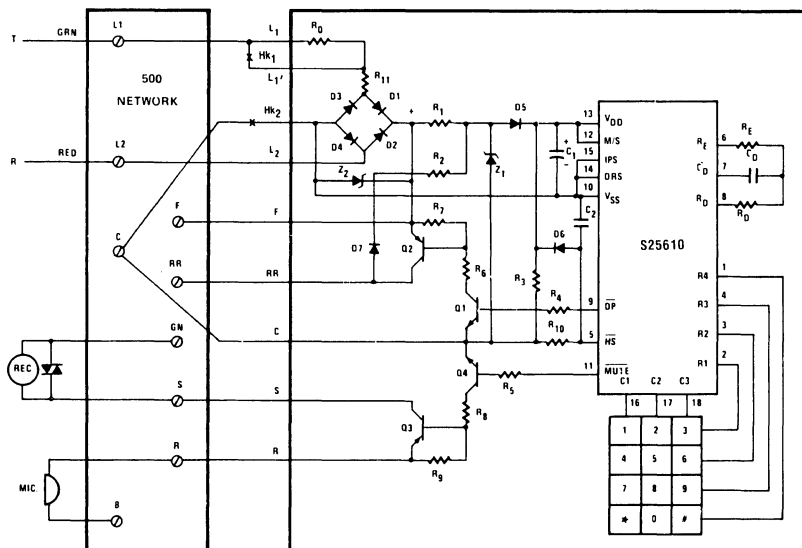 T GRN L1 L1 R0
Hk1
L1' R11
500
NETWORK
Hk2
D3 D1
D4 D2
+ R1 D5
R RED L2 L2
R2
Z2
Z1
+ C1 -
13 VDD
12 M/S
15 IPS
14 DRS
10 VSS
C2
6 RE RE
7 CD CD
8 RD RD
S25610
F F R7
C
D7 Q2
RR RR
R6
D6
R3
Q1 R4 9 DP
C R10 5 HS
11 MUTE
R5
Q4
1 R4
4 R3
3 R2
2 R1
C1 C2 C3
16 17 18
GN
REC
S S
Q3 R8
R R R9
MIC.
B
1 2 3
4 5 6
7 8 9
* 0 #